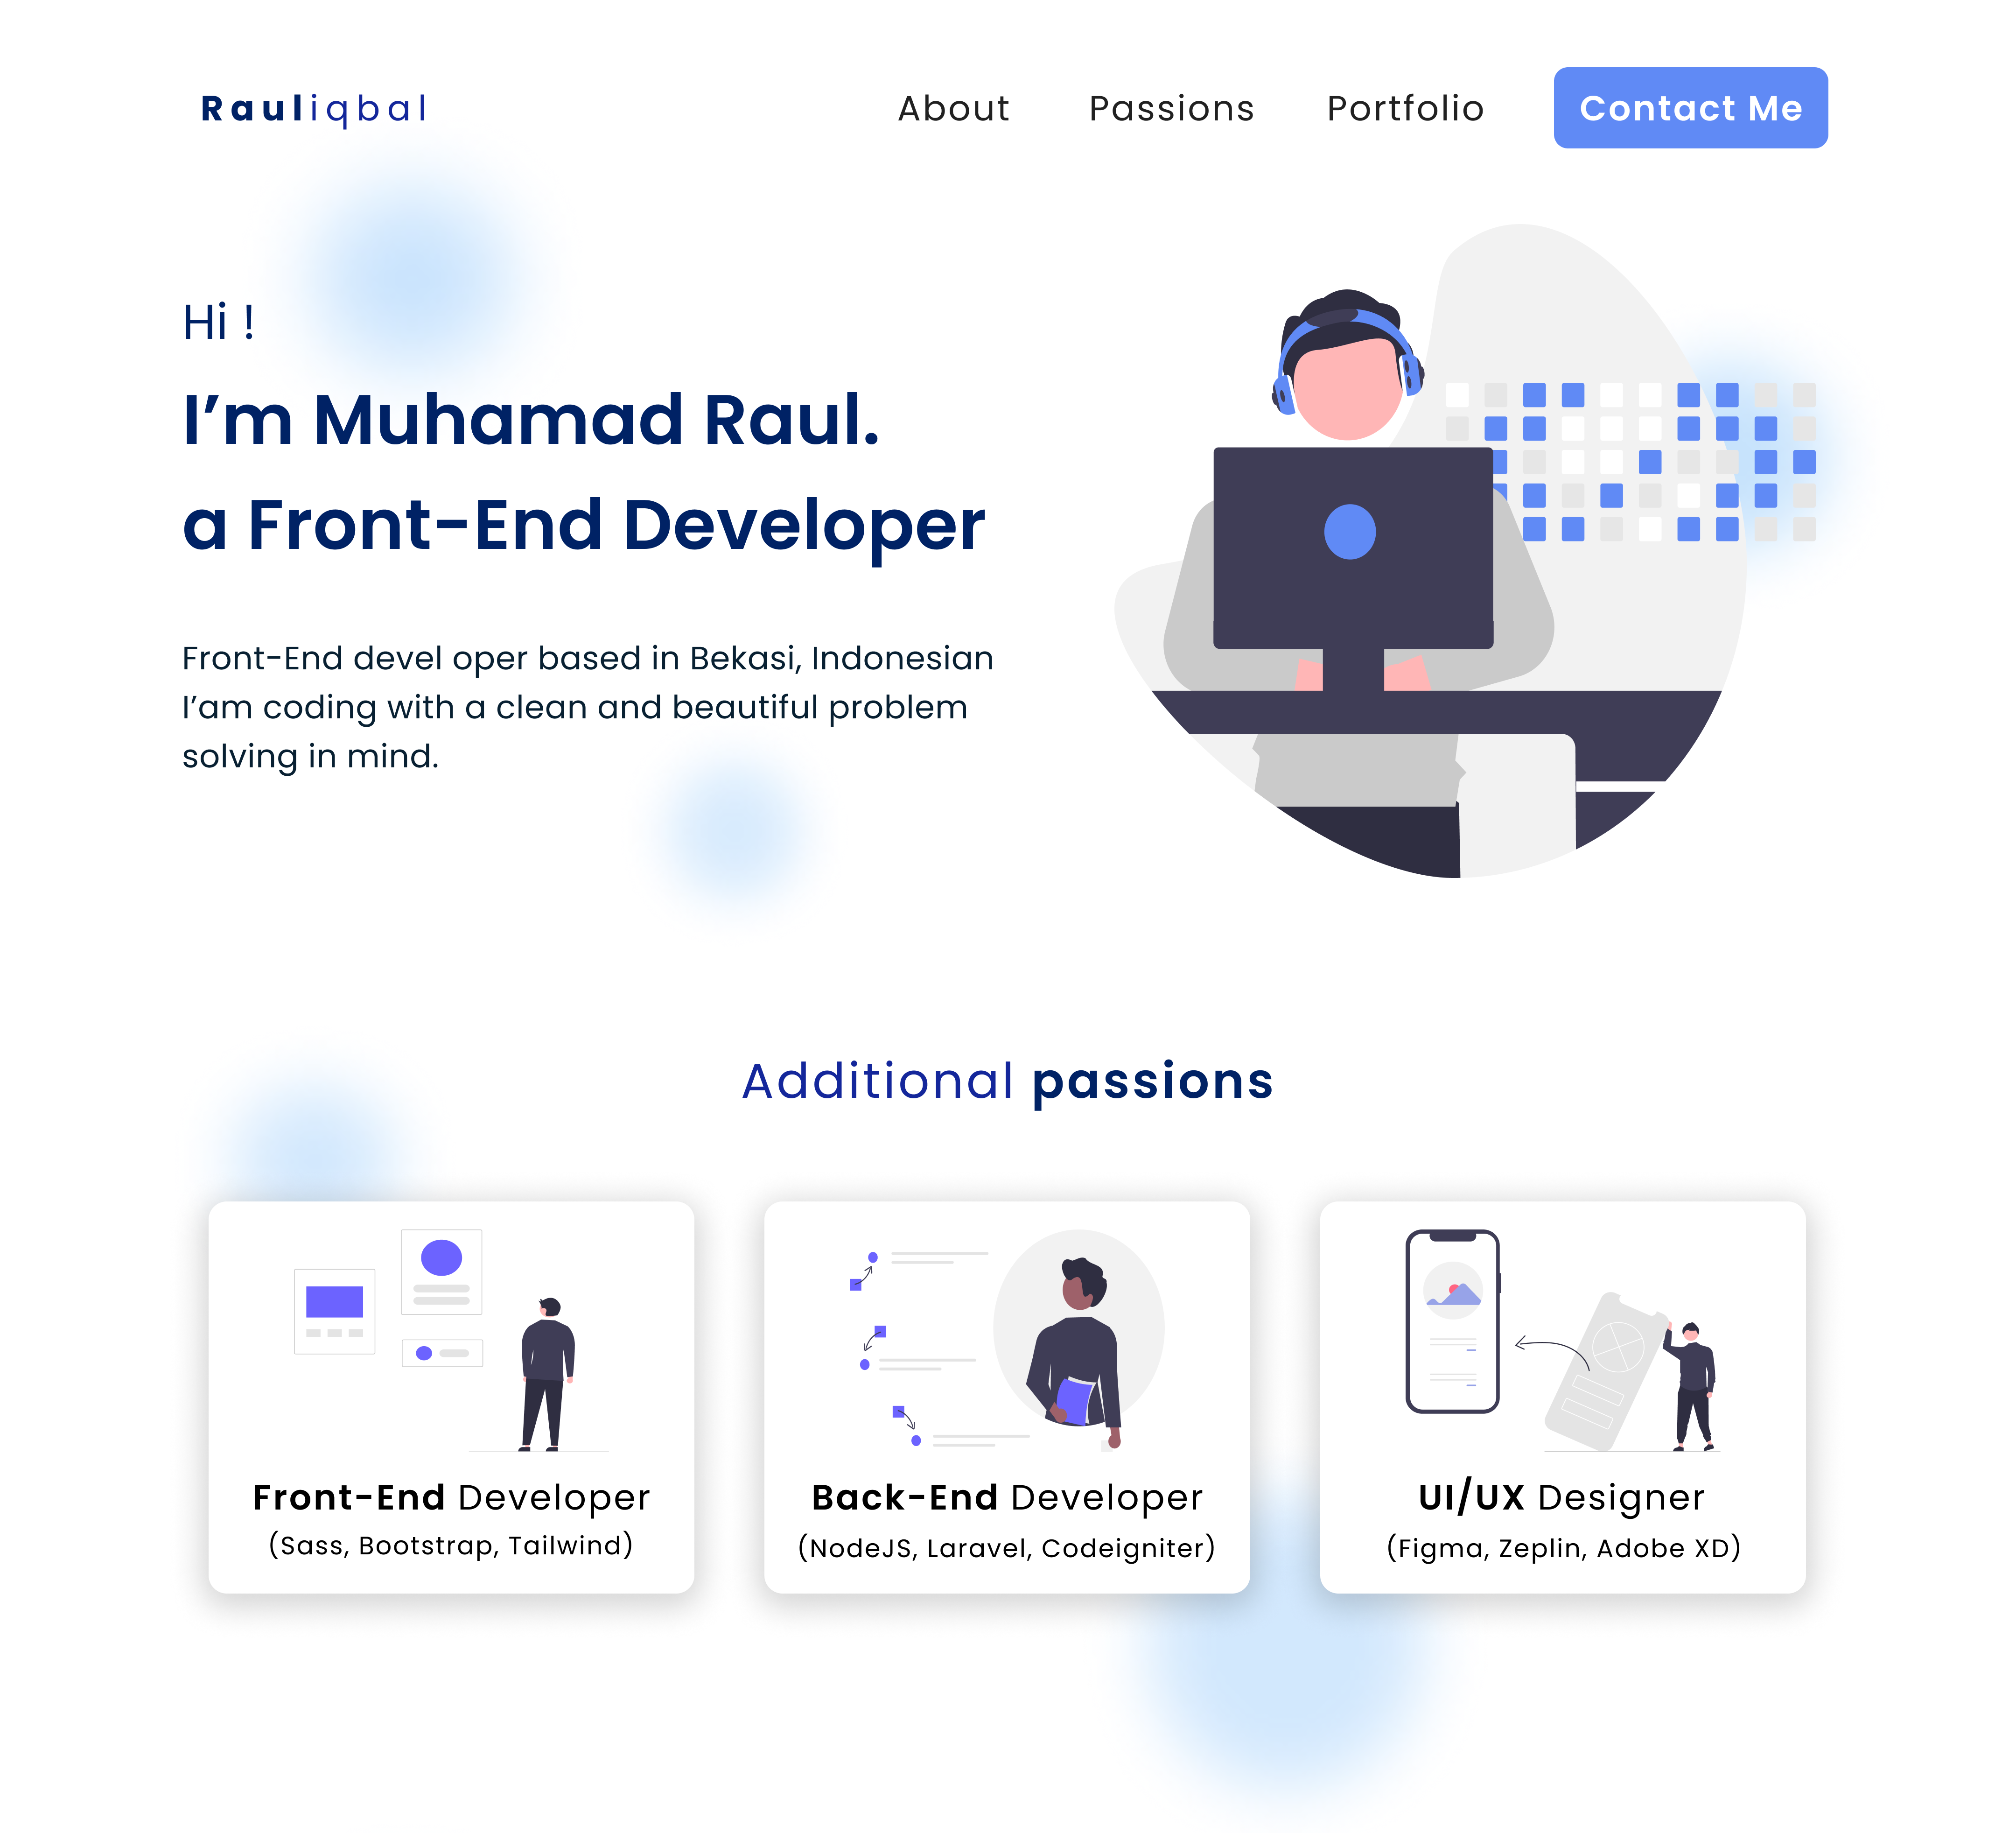 Rauliqbal
About
Passions
Portfolio
Contact Me
Hi !
I’m Muhamad Raul.
a Front-End Developer
Front-End devel oper based in Bekasi, Indonesian
I’am coding with a clean and beautiful problem
solving in mind.
Additional passions
Front-End Developer
(Sass, Bootstrap, Tailwind)
Back-End Developer
(NodeJS, Laravel, Codeigniter)
UI/UX Designer
(Figma, Zeplin, Adobe XD)